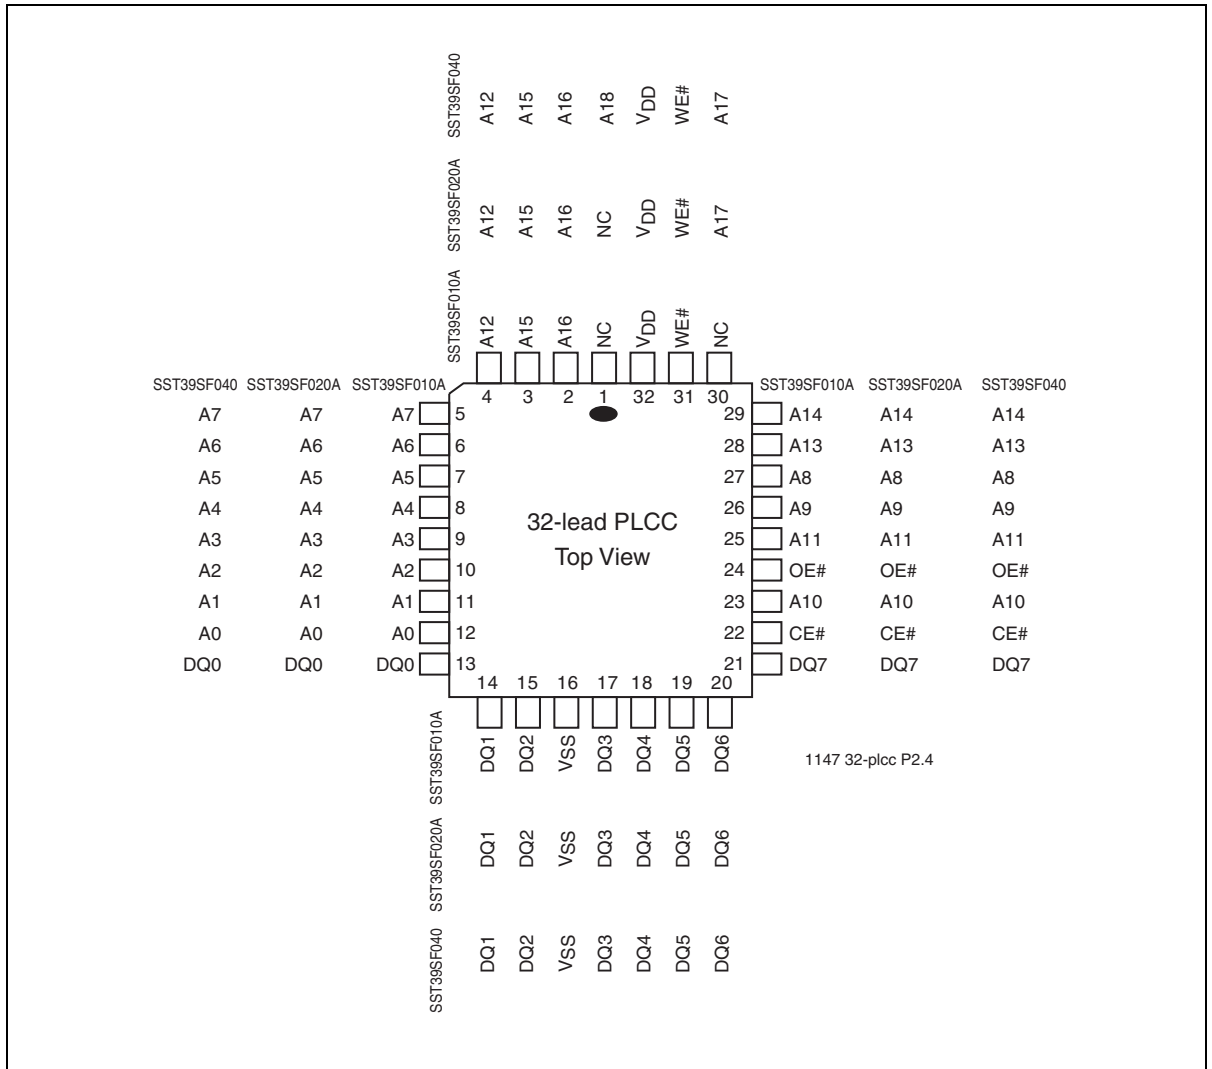 SST39SF040 A12 A15 A16 A18 VDD WE# A17
SST39SF020A A12 A15 A16 NC VDD WE# A17
SST39SF010A A12 A15 A16 NC VDD WE# NC
4 3 2 1 32 31 30
SST39SF040 SST39SF020A SST39SF010A SST39SF010A SST39SF020A SST39SF040
A7 A7 A7 5 29 A14 A14 A14
A6 A6 A6 6 28 A13 A13 A13
A5 A5 A5 7 27 A8 A8 A8
A4 A4 A4 8 26 A9 A9 A9
32-lead PLCC
A3 A3 A3 9 25 A11 A11 A11
Top View
A2 A2 A2 10 24 OE# OE# OE#
A1 A1 A1 11 23 A10 A10 A10
A0 A0 A0 12 22 CE# CE# CE#
DQ0 DQ0 DQ0 13 21 DQ7 DQ7 DQ7
14 15 16 17 18 19 20
SST39SF010A DQ1 DQ2 VSS DQ3 DQ4 DQ5 DQ6
1147 32-plcc P2.4
SST39SF020A DQ1 DQ2 VSS DQ3 DQ4 DQ5 DQ6
SST39SF040 DQ1 DQ2 VSS DQ3 DQ4 DQ5 DQ6